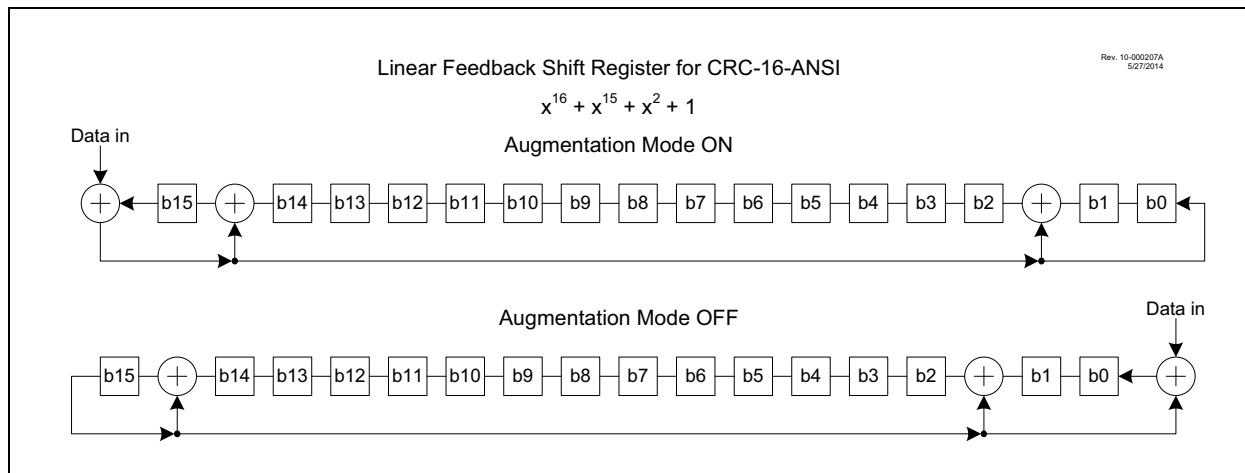 Linear Feedback Shift Register for CRC-16-ANSI
Rev. 10-000207A
5/27/2014
x^16 + x^15 + x^2 + 1
Augmentation Mode ON
Data in
b15 b14 b13 b12 b11 b10 b9 b8 b7 b6 b5 b4 b3 b2 b1 b0
Augmentation Mode OFF
Data in
b15 b14 b13 b12 b11 b10 b9 b8 b7 b6 b5 b4 b3 b2 b1 b0